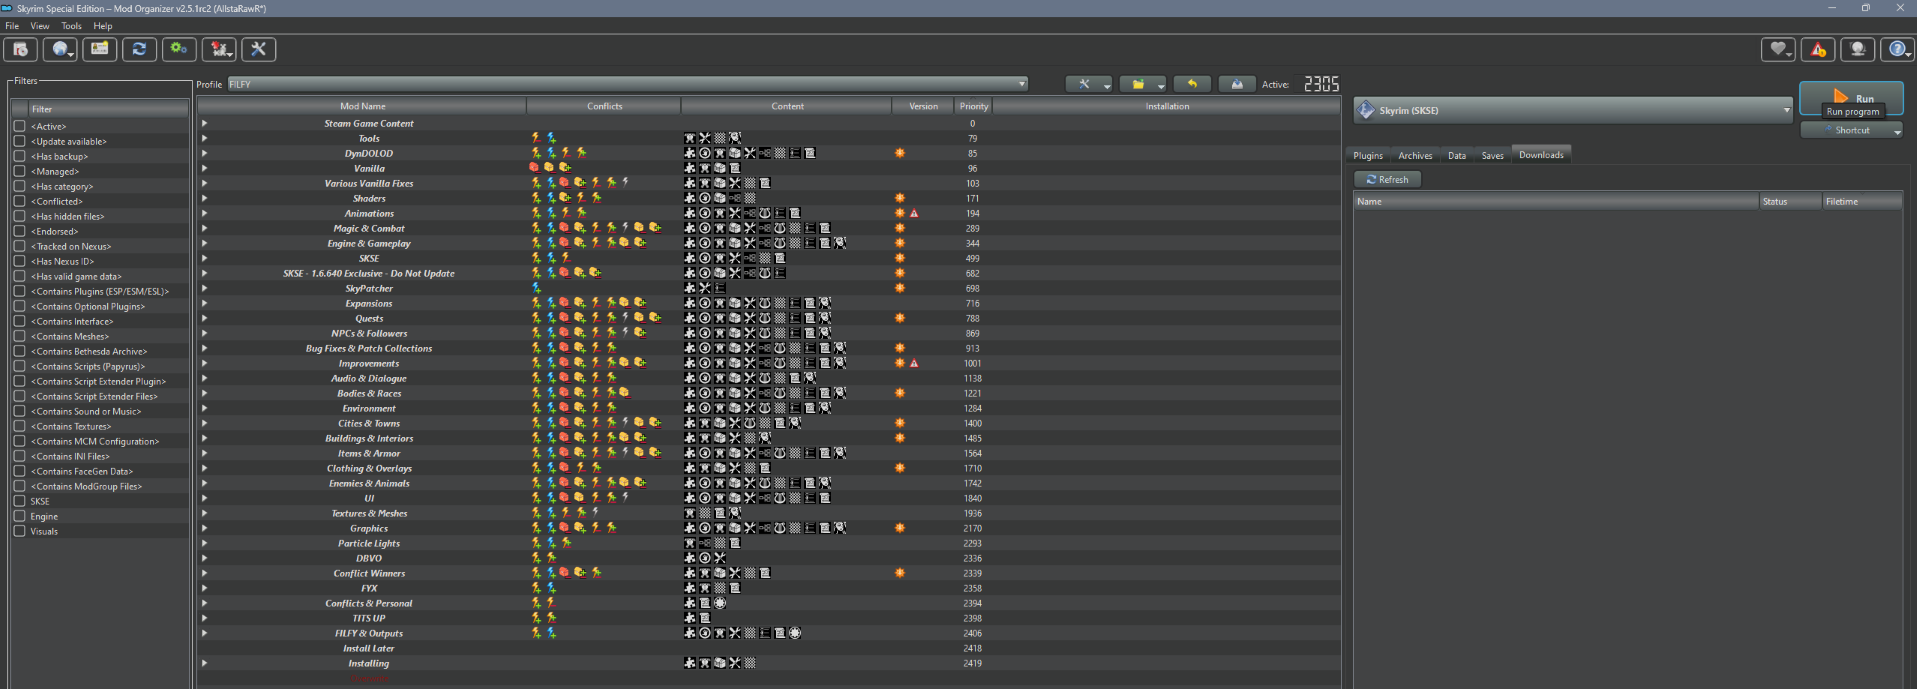 Skyrim Special Edition – Mod Organizer v2.5.1rc2 (AllstaRawR*)
File View Tools Help
Filters
Filter
<Active>
<Update available>
<Has backup>
<Managed>
<Has category>
<Conflicted>
<Has hidden files>
<Endorsed>
<Tracked on Nexus>
<Has Nexus ID>
<Has valid game data>
<Contains Plugins (ESP/ESM/ESL)>
<Contains Optional Plugins>
<Contains Interface>
<Contains Meshes>
<Contains Bethesda Archive>
<Contains Scripts (Papyrus)>
<Contains Script Extender Plugin>
<Contains Script Extender Files>
<Contains Sound or Music>
<Contains Textures>
<Contains MCM Configuration>
<Contains INI Files>
<Contains FaceGen Data>
<Contains ModGroup Files>
SKSE
Engine
Visuals
Profile FILFY Active: 2305
Mod Name Conflicts Content Version Priority Installation
Steam Game Content 0
Tools 79
DynDOLOD 85
Vanilla 96
Various Vanilla Fixes 103
Shaders 171
Animations 194
Magic & Combat 289
Engine & Gameplay 344
SKSE 499
SKSE - 1.6.640 Exclusive - Do Not Update 682
SkyPatcher 698
Expansions 716
Quests 788
NPCs & Followers 869
Bug Fixes & Patch Collections 913
Improvements 1001
Audio & Dialogue 1138
Bodies & Races 1221
Environment 1284
Cities & Towns 1400
Buildings & Interiors 1485
Items & Armor 1564
Clothing & Overlays 1710
Enemies & Animals 1742
UI 1840
Textures & Meshes 1936
Graphics 2170
Particle Lights 2293
DBVO 2336
Conflict Winners 2339
FYX 2358
Conflicts & Personal 2394
TITS UP 2398
FILFY & Outputs 2406
Install Later 2418
Installing 2419
Skyrim (SKSE)
Run
Run program
Shortcut
Plugins Archives Data Saves Downloads
Refresh
Name Status Filetime